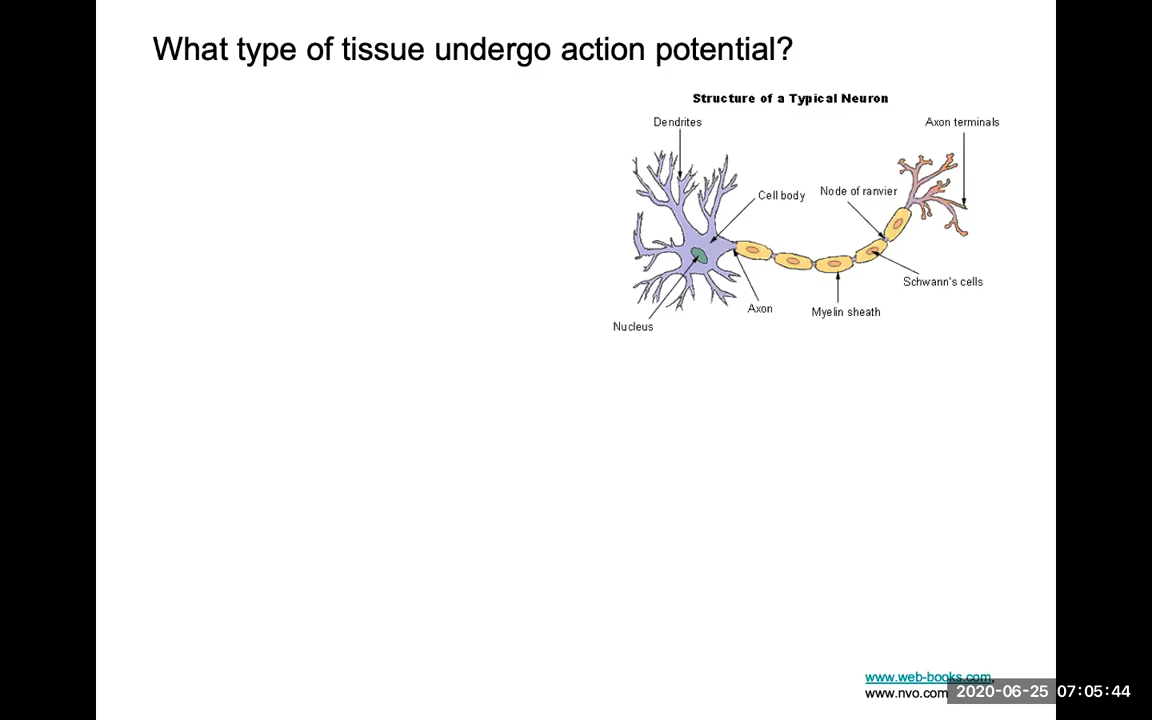 What type of tissue undergo action potential?
Structure of a Typical Neuron
Dendrites
Axon terminals
Cell body
Node of ranvier
Schwann's cells
Axon
Myelin sheath
Nucleus
www.web-books.com,
www.nvo.com
2020-06-25 07:05:44